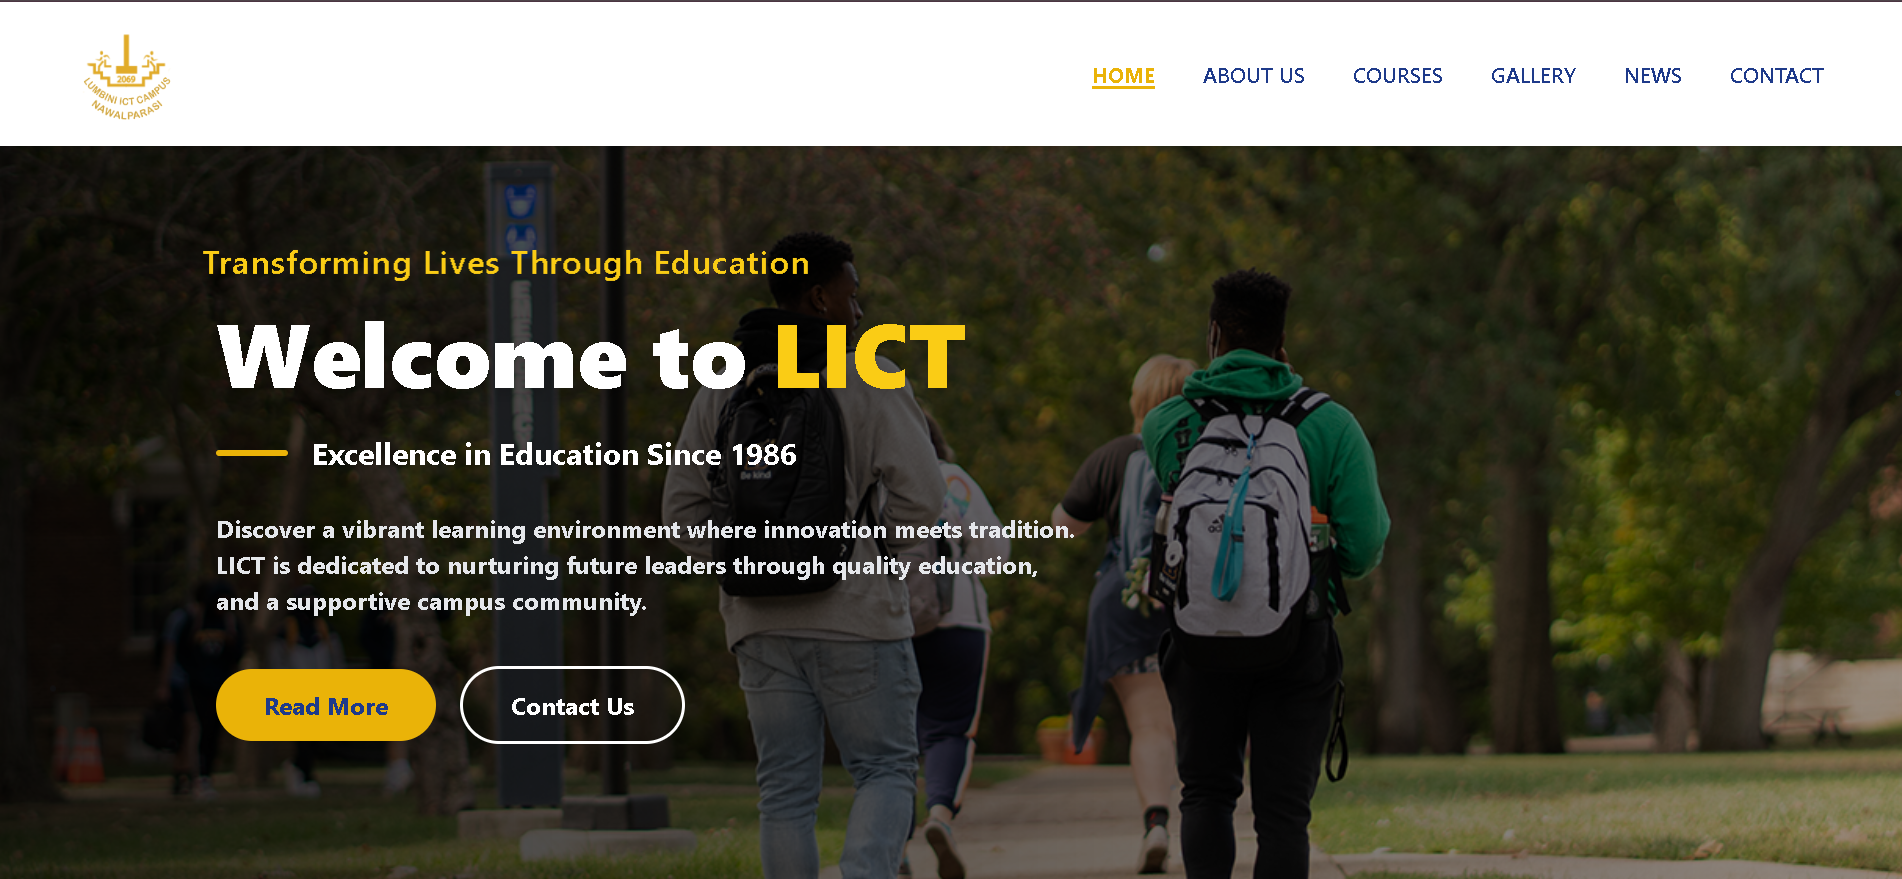 2069
LUMBINI ICT CAMPUS
NAWALPARASI
HOME ABOUT US COURSES GALLERY NEWS CONTACT
Transforming Lives Through Education
Welcome to LICT
Excellence in Education Since 1986
Be kind
Discover a vibrant learning environment where innovation meets tradition.
LICT is dedicated to nurturing future leaders through quality education,
and a supportive campus community.
Read More Contact Us